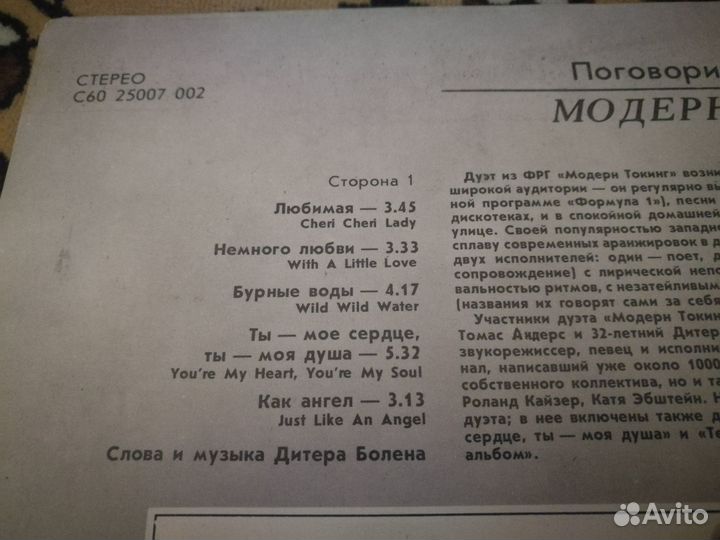 СТЕРЕО
С60 25007 002
Поговори
МОДЕРН
Сторона 1
Любимая — 3.45
Cheri Cheri Lady
Немного любви — 3.33
With A Little Love
Бурные воды — 4.17
Wild Wild Water
Ты — мое сердце,
ты — моя душа — 5.32
You're My Heart, You're My Soul
Как ангел — 3.13
Just Like An Angel
Слова и музыка Дитера Болена
Дуэт из ФРГ «Модерн Токинг» возни
широкой аудитории — он регулярно вы
ной программе «Формула 1»), песни
дискотеках, и в спокойной домашней
улице. Своей популярностью западно
сплаву современных аранжировок в д
двух исполнителей: один — поет, д
сопровождение) с лирической непо
вальностью ритмов, с незатейливым
(названия их говорят сами за себя
Участники дуэта «Модерн Токин
Томас Андерс и 32-летний Дитер
звукорежиссер, певец и исполни
нал, написавший уже около 1000
собственного коллектива, но и та
Роланд Кайзер, Катя Эбштейн. Н
дуэта; в нее включены также д
сердце, ты — моя душа» и «Те
альбом».
Avito